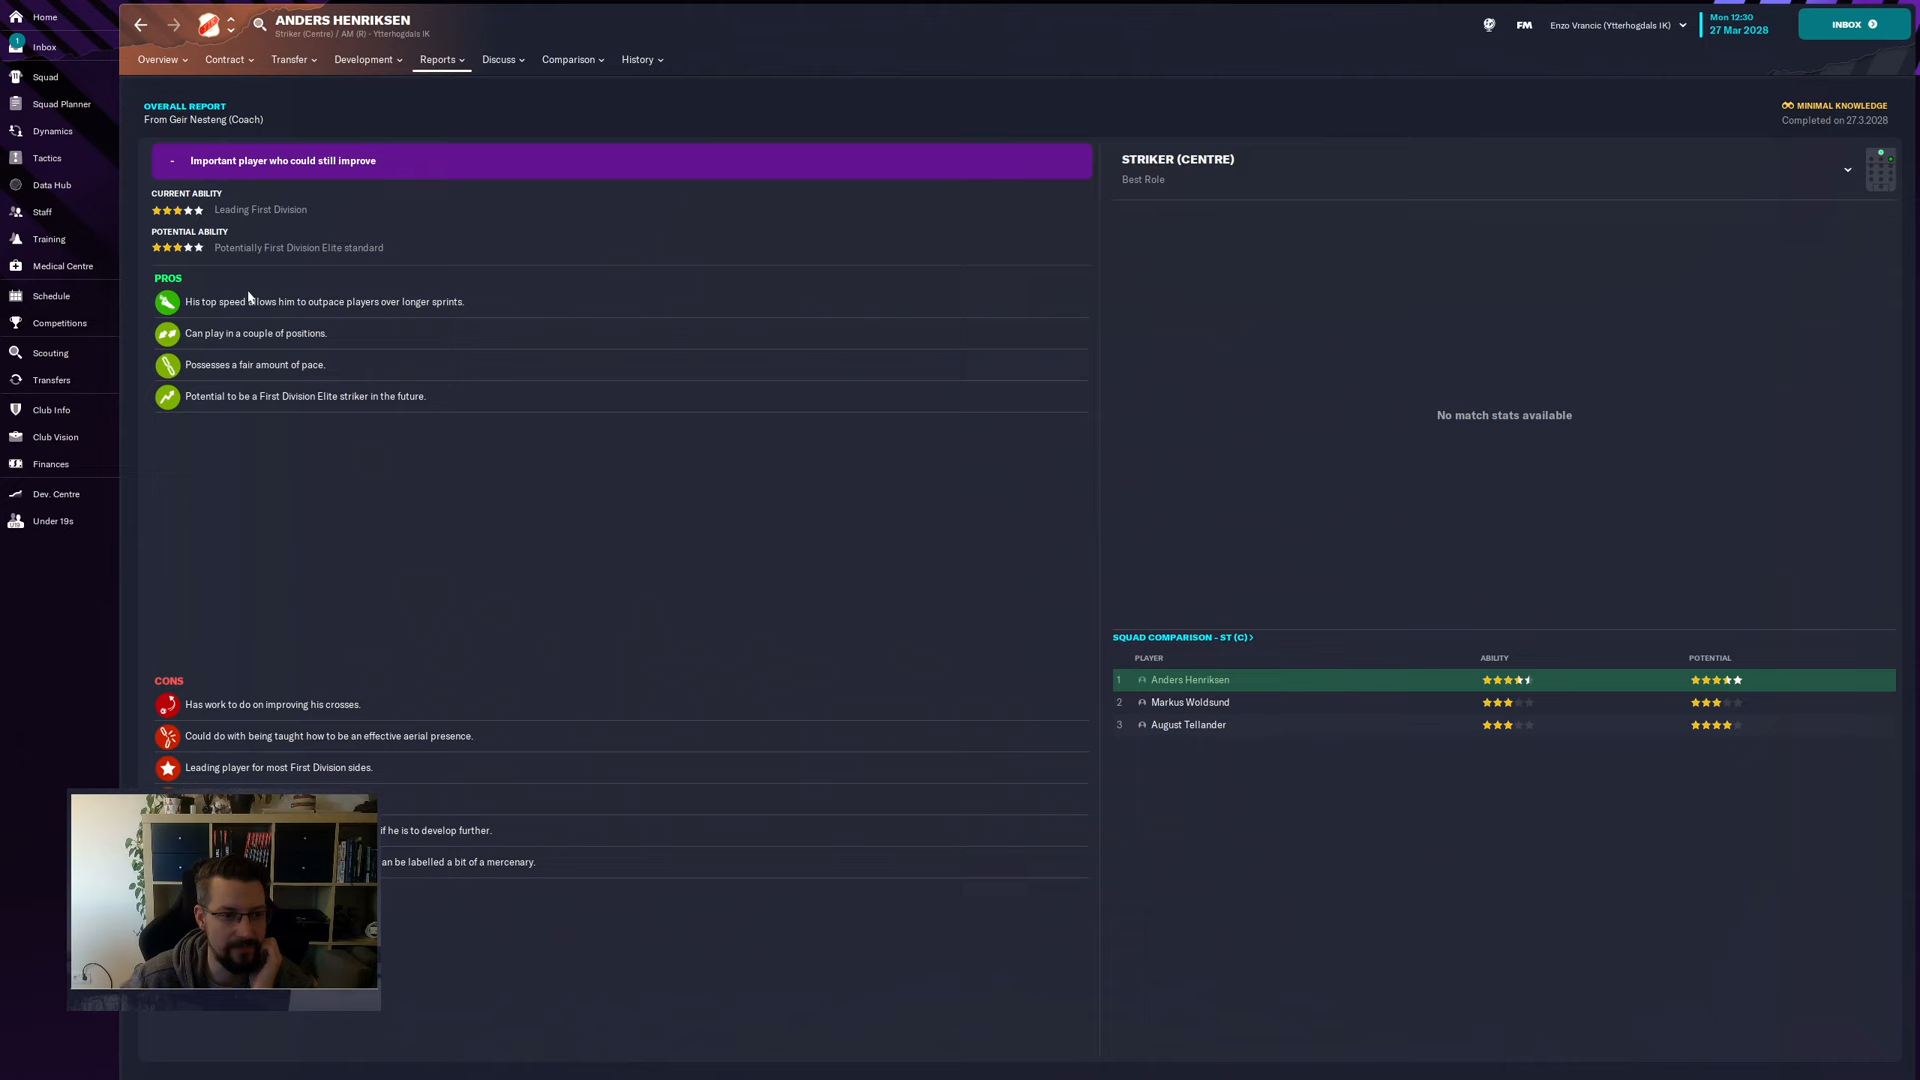 Home
1
Inbox
Squad
Squad Planner
Dynamics
Tactics
Data Hub
Staff
Training
Medical Centre
Schedule
Competitions
Scouting
Transfers
Club Info
Club Vision
Finances
Dev. Centre
Under 19s
ANDERS HENRIKSEN
Striker (Centre) / AM (R) - Ytterhogdals IK
FM
Enzo Vrancic (Ytterhogdals IK)
Mon 12:30
27 Mar 2028
INBOX
Overview
Contract
Transfer
Development
Reports
Discuss
Comparison
History
OVERALL REPORT
From Geir Nesteng (Coach)
MINIMAL KNOWLEDGE
Completed on 27.3.2028
- Important player who could still improve
CURRENT ABILITY
Leading First Division
POTENTIAL ABILITY
Potentially First Division Elite standard
PROS
His top speed allows him to outpace players over longer sprints.
Can play in a couple of positions.
Possesses a fair amount of pace.
Potential to be a First Division Elite striker in the future.
CONS
Has work to do on improving his crosses.
Could do with being taught how to be an effective aerial presence.
Leading player for most First Division sides.
if he is to develop further.
an be labelled a bit of a mercenary.
STRIKER (CENTRE)
Best Role
No match stats available
SQUAD COMPARISON - ST (C)
PLAYER ABILITY POTENTIAL
1 Anders Henriksen
2 Markus Woldsund
3 August Tellander